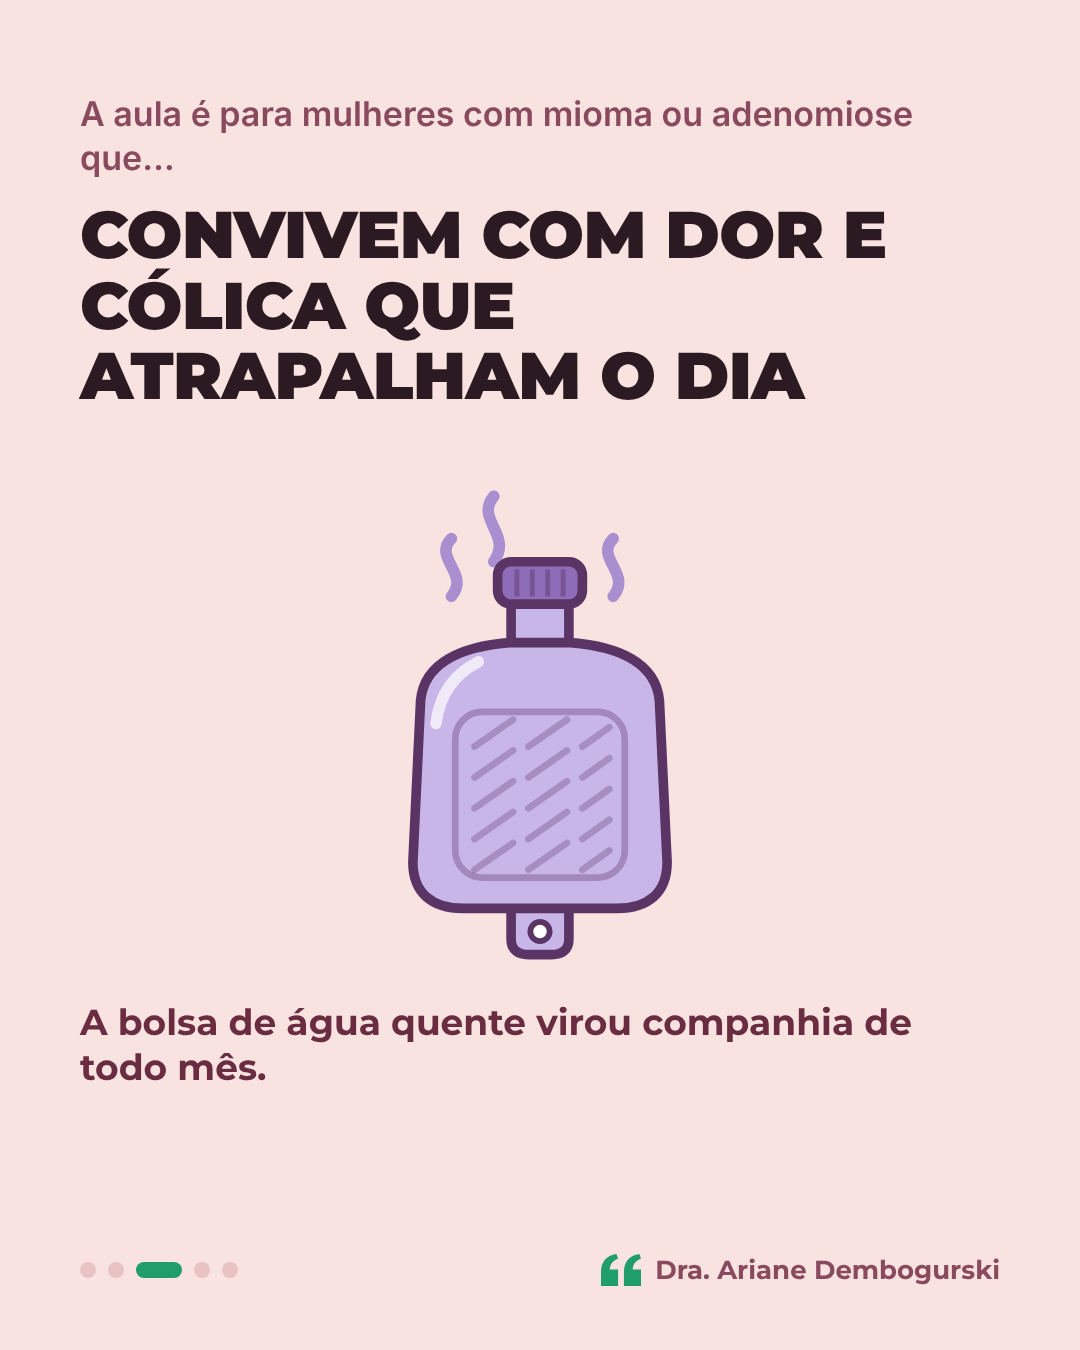 A aula é para mulheres com mioma ou adenomiose
que...
CONVIVEM COM DOR E
CÓLICA QUE
ATRAPALHAM O DIA
A bolsa de água quente virou companhia de
todo mês.
Dra. Ariane Dembogurski